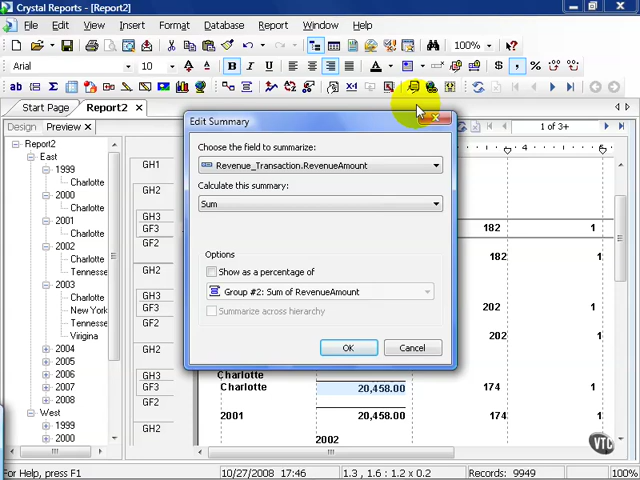 Crystal Reports - [Report2]
File Edit View Insert Format Database Report Window Help
100%
Arial 10 B I U A $ , %
ab
Start Page Report2
Design Preview 1 of 3+
Report2
East
1999
Charlotte
2000
Charlotte
2001
Charlotte
2002
Charlotte
Tennesse
2003
Charlotte
New York
Tennesse
Virigina
2004
2005
2006
2007
2008
West
1999
2000
GH1
GH2
GH3
GF3
GF2
GH2
GH3
GF3
GF2
GH2
GH3
GF3
GF2
GH2
GH3
GF3
GF2
GH2
Edit Summary
Choose the field to summarize:
Revenue_Transaction.RevenueAmount
Calculate this summary:
Sum
Options
Show as a percentage of
Group #2: Sum of RevenueAmount
Summarize across hierarchy
OK Cancel
182 1
182
202 1
202
Charlotte
Charlotte 20,458.00 174 1
2001 20,458.00 174 1
2002
VTC
For Help, press F1 10/27/2008 17:46 1.3 , 1.6 : 1.2 x 0.2 Records: 9949 100%